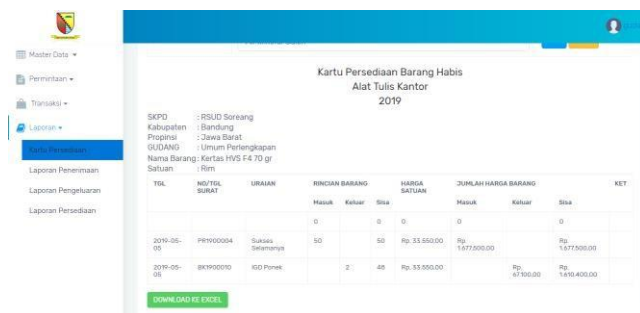 Master Data
Permintaan
Transaksi
Laporan
Kartu Persediaan
Laporan Penerimaan
Laporan Pengeluaran
Laporan Persediaan
Kartu Persediaan Barang Habis
Alat Tulis Kantor
2019
SKPD : RSUD Soreang
Kabupaten : Bandung
Propinsi : Jawa Barat
GUDANG : Umum Perlengkapan
Nama Barang : Kertas HVS F4 70 gr
Satuan : Rim
TGL NO/TGL SURAT URAIAN RINCIAN BARANG HARGA SATUAN JUMLAH HARGA BARANG KET
Masuk Keluar Sisa Masuk Keluar Sisa
0 0 0 0 0
2019-05-05 PR1900004 Sukses Selamanya 50 50 Rp. 33.550,00 Rp. 1.677.500,00 Rp. 1.677.500,00
2019-05-05 BK1900010 IGD Ponek 2 48 Rp. 33.550,00 Rp. 67.100,00 Rp. 1.610.400,00
DOWNLOAD KE EXCEL